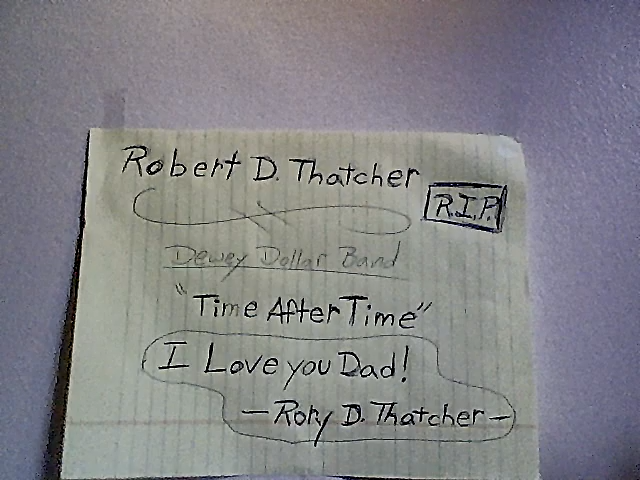 Robert D. Thatcher
R.I.P.
Dewey Dollar Band
"Time After Time"
I Love you Dad!
— Rory D. Thatcher —